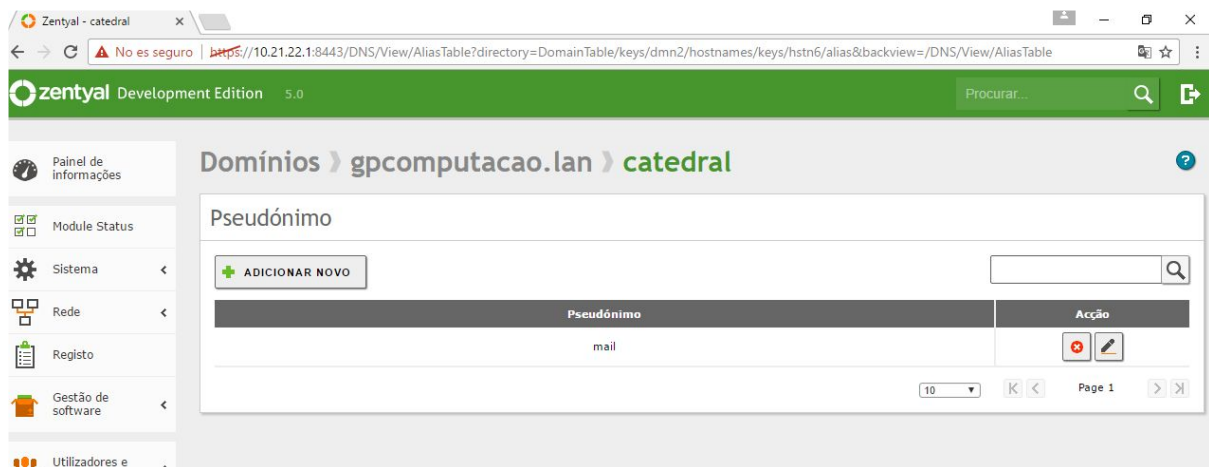 Zentyal - catedral
No es seguro | https://10.21.22.1:8443/DNS/View/AliasTable?directory=DomainTable/keys/dmn2/hostnames/keys/hstn6/alias&backview=/DNS/View/AliasTable
zentyal Development Edition 5.0
Procurar...
Painel de
informações
Domínios gpcomputacao.lan catedral
?
Module Status
Pseudónimo
Sistema
ADICIONAR NOVO
Rede
Pseudónimo Acção
Registo
mail
Gestão de
software
10 Page 1
Utilizadores e